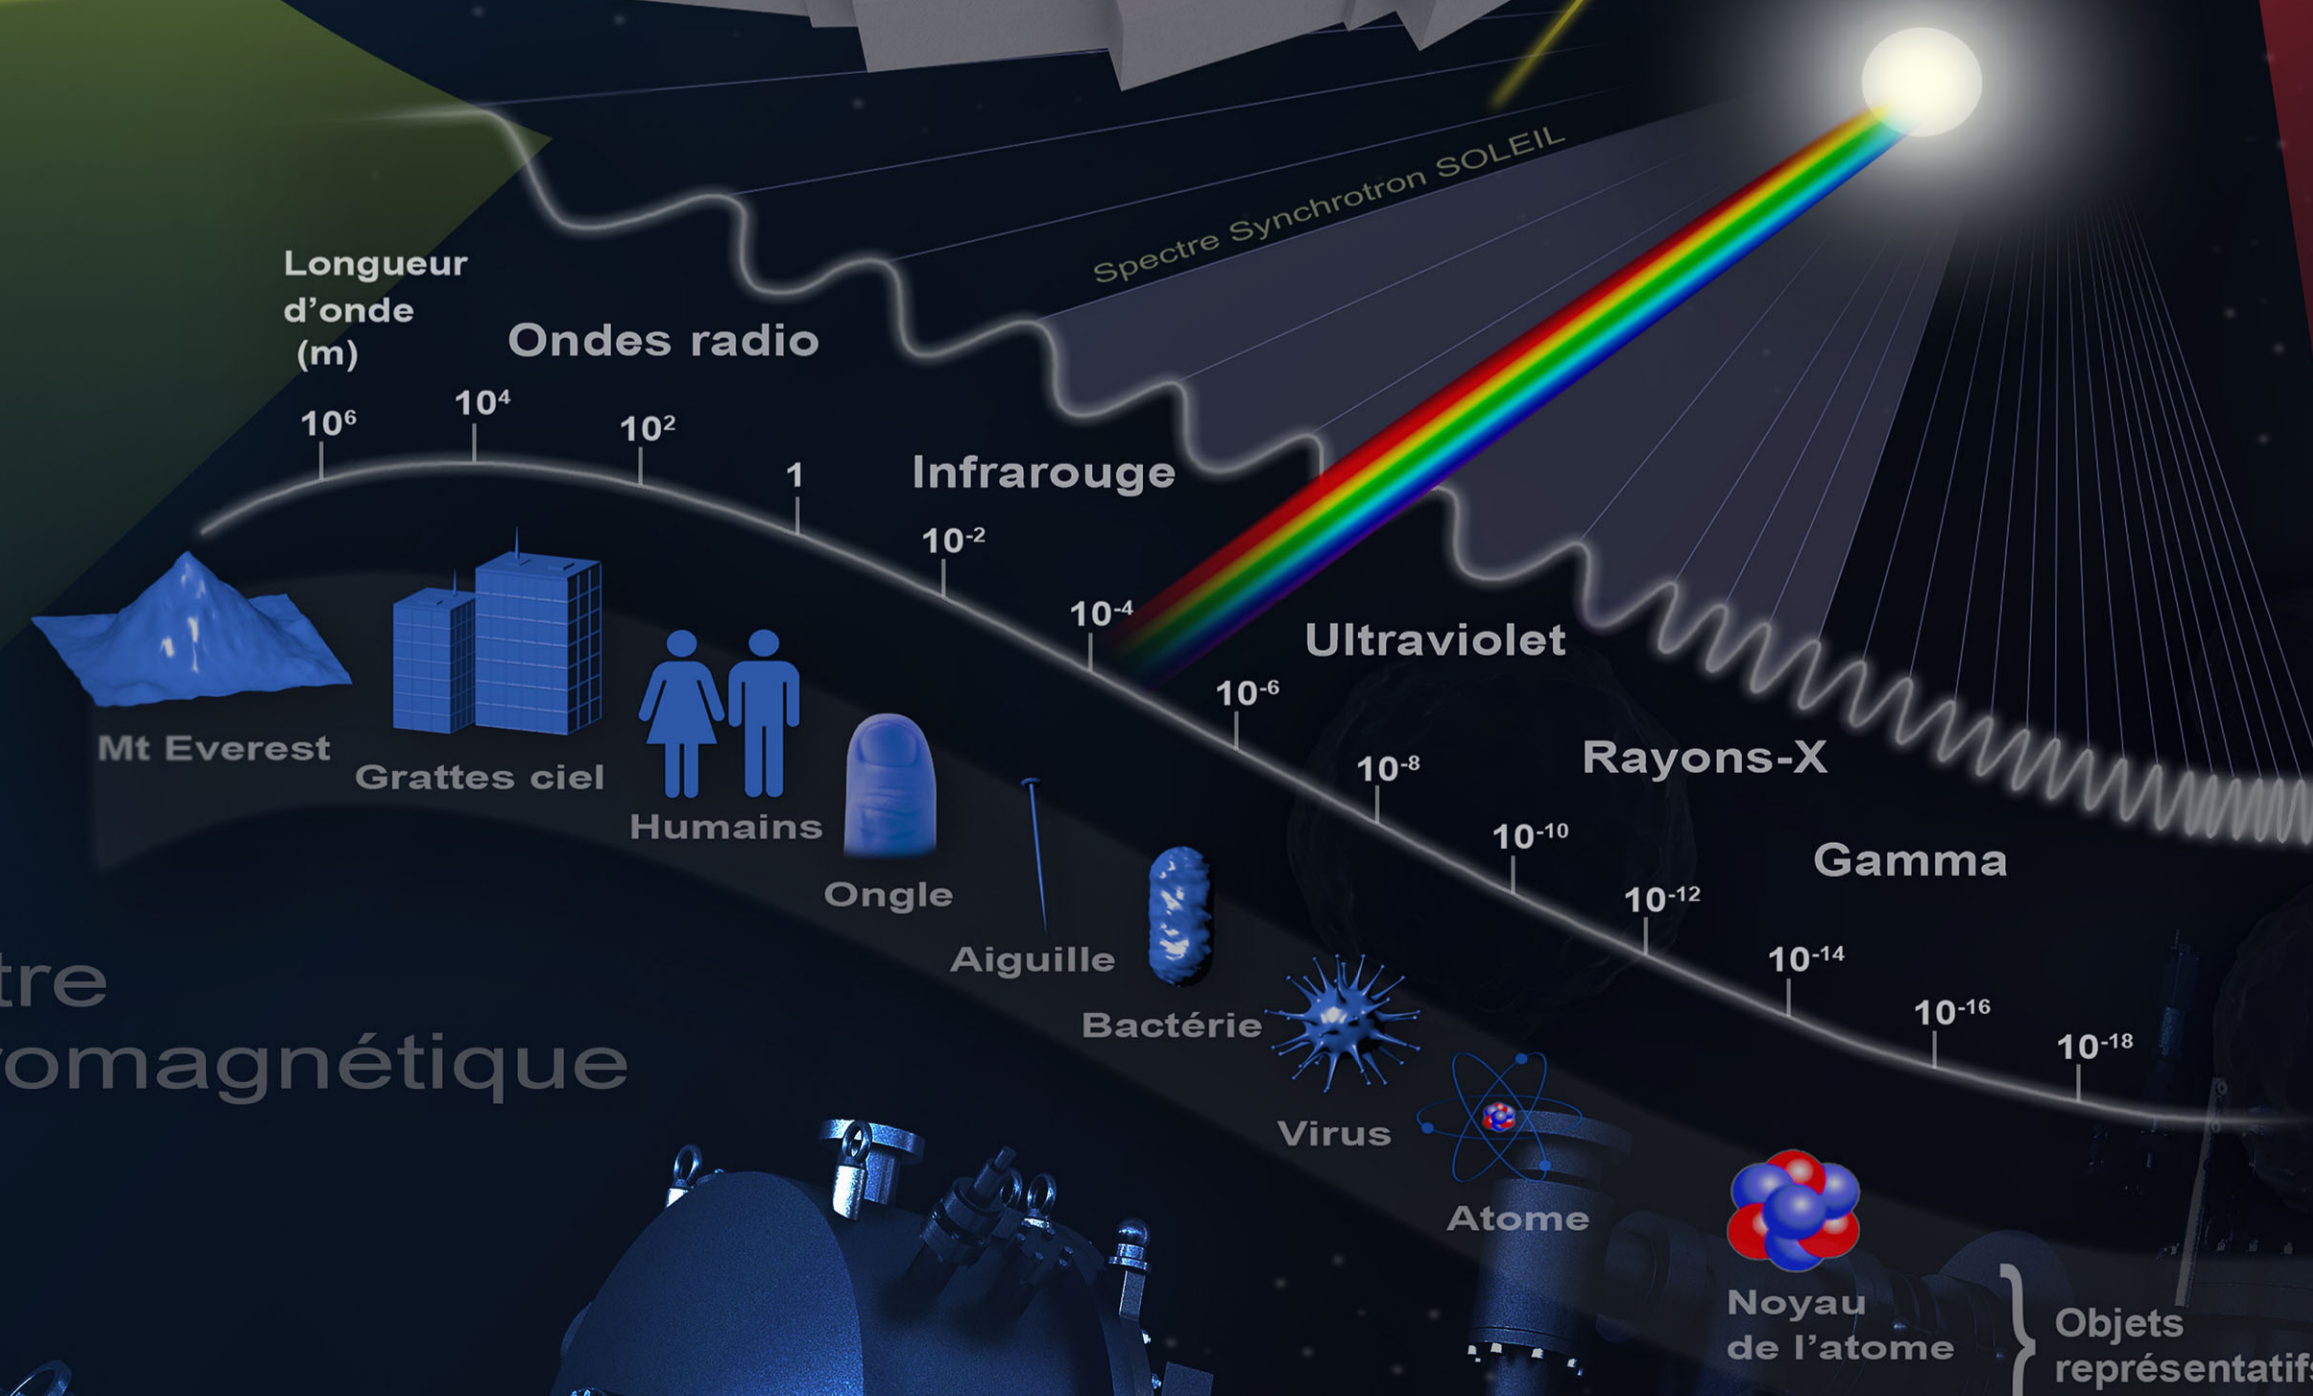 Spectre Synchrotron SOLEIL
Longueur
d'onde
(m)
Ondes radio
10⁶
10⁴
10²
1
Infrarouge
10⁻²
10⁻⁴
Ultraviolet
10⁻⁶
10⁻⁸
Rayons-X
10⁻¹⁰
Gamma
10⁻¹²
10⁻¹⁴
10⁻¹⁶
10⁻¹⁸
Mt Everest
Grattes ciel
Humains
Ongle
Aiguille
Bactérie
Virus
Atome
Noyau
de l'atome
tre
omagnétique
Objets
représentatifs